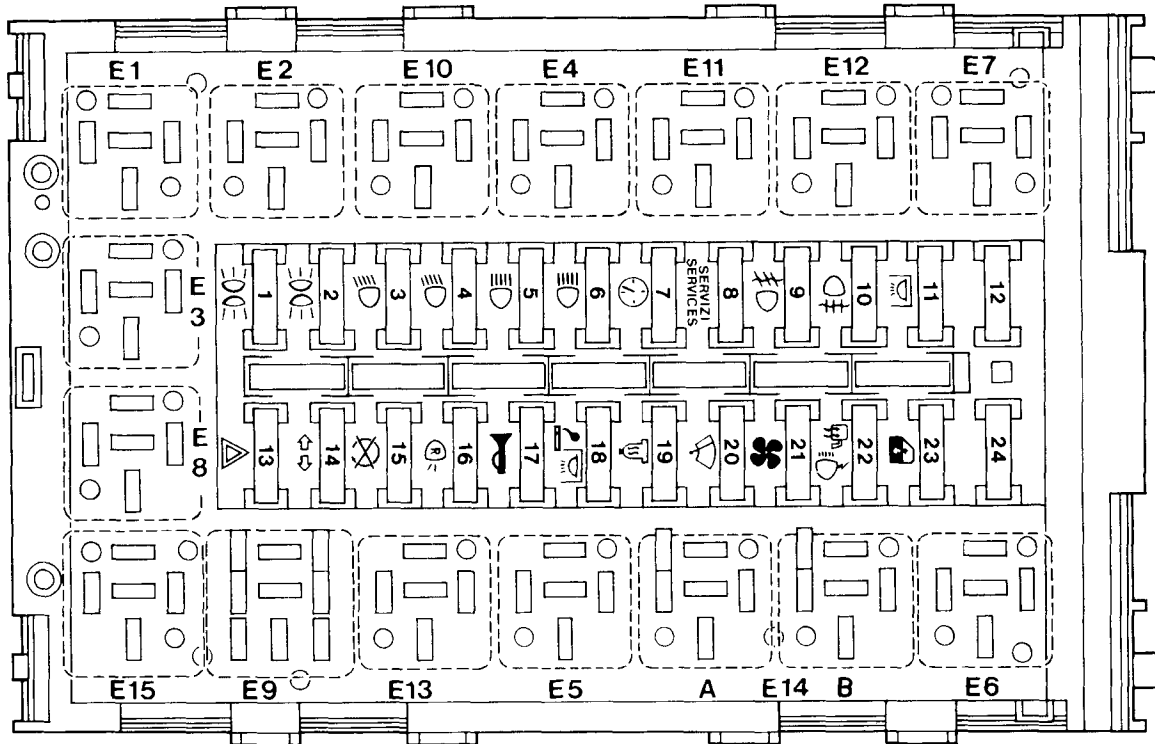 E1 E2 E10 E4 E11 E12 E7
E
3
1 2 3 4 5 6 7 SERVIZI
SERVICES 8 9 10 11 12
E
8
13 14 15 R 16 17 18 19 20 21 22 23 24
E15 E9 E13 E5 A E14 B E6